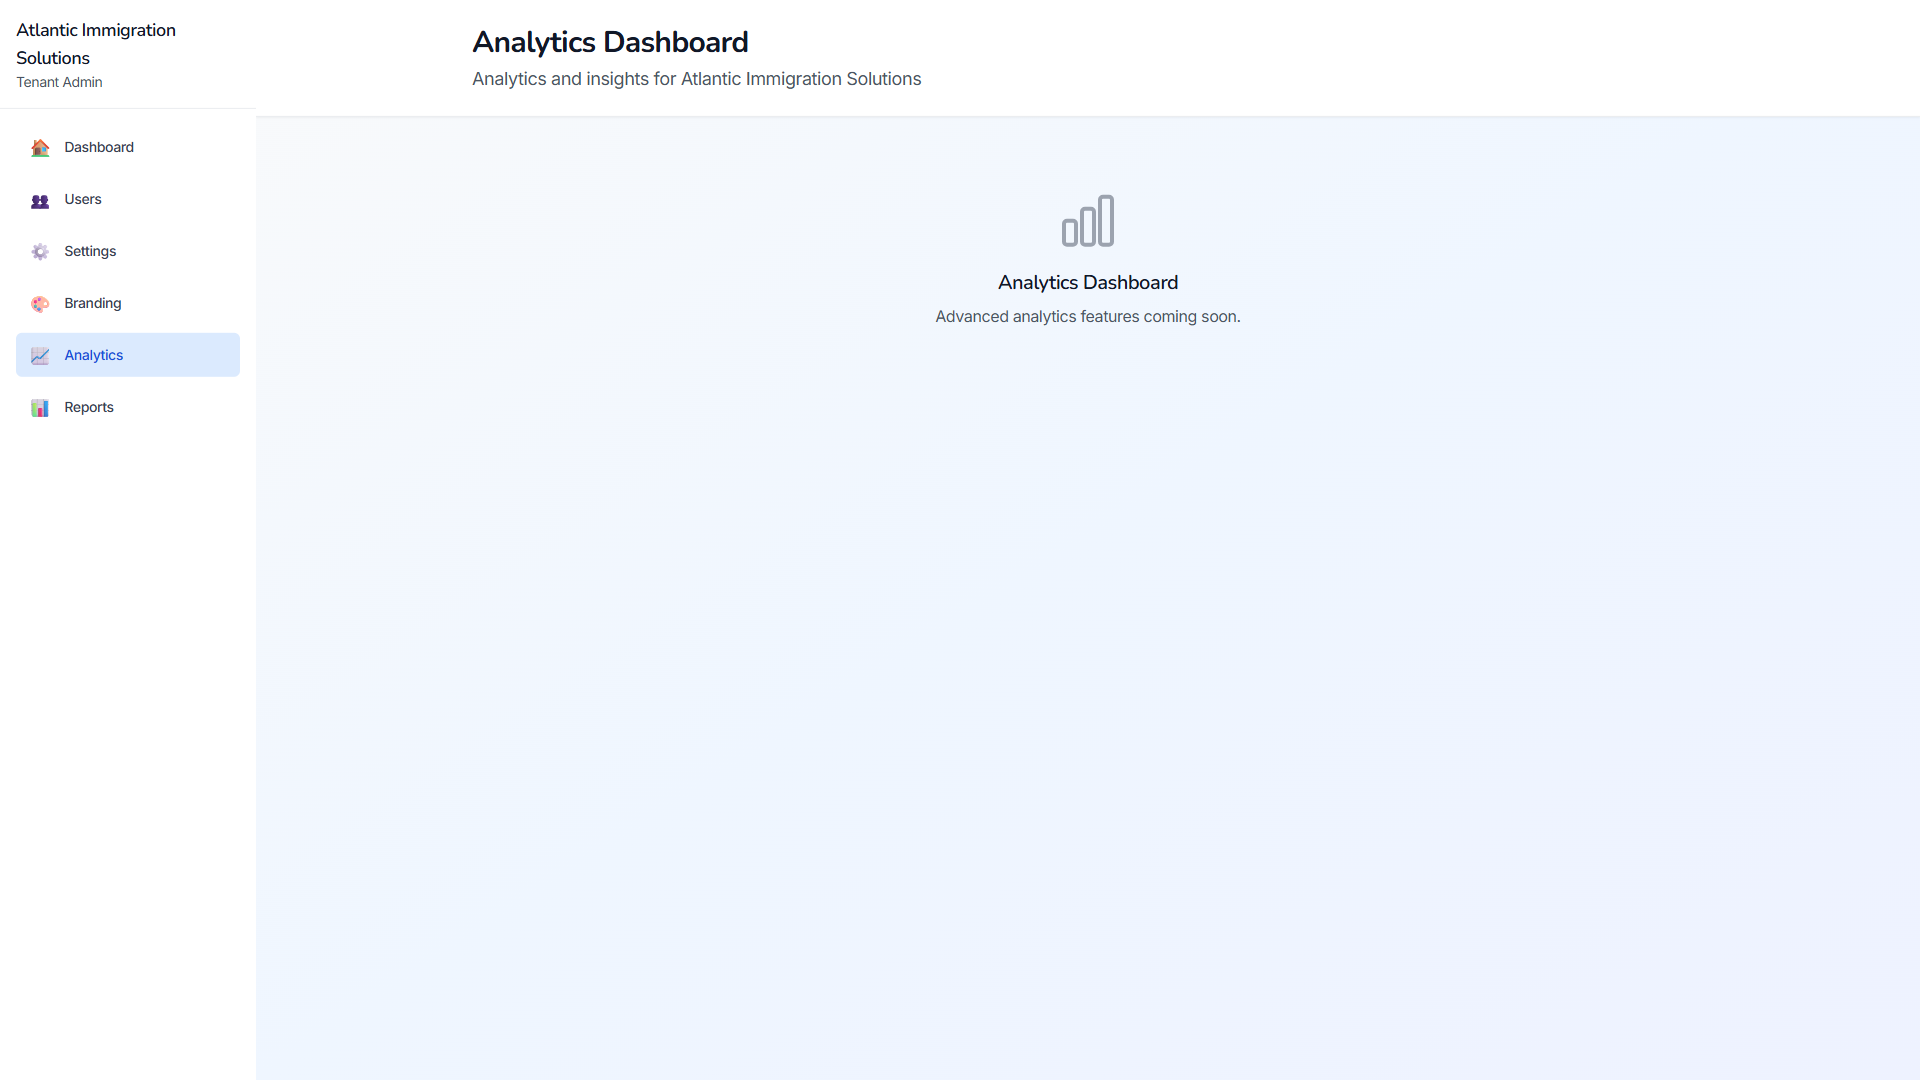 Atlantic Immigration
Solutions
Tenant Admin
Dashboard
Users
Settings
Branding
Analytics
Reports
Analytics Dashboard
Analytics and insights for Atlantic Immigration Solutions
Analytics Dashboard
Advanced analytics features coming soon.